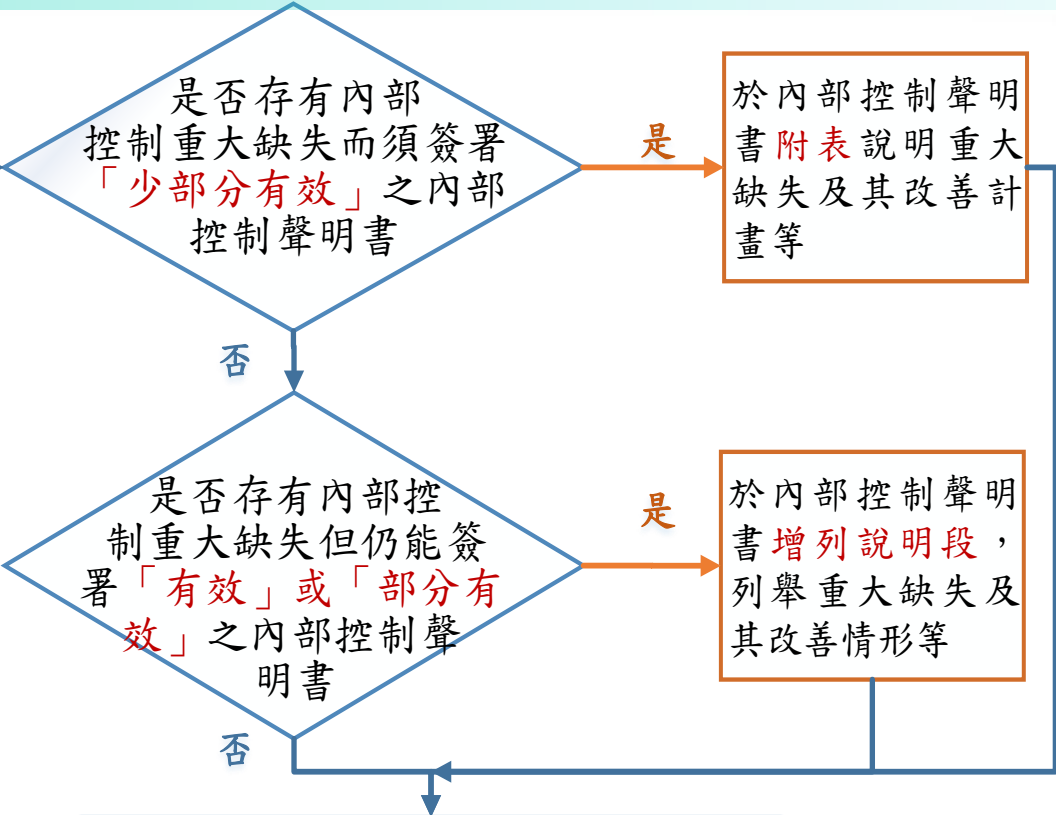 是否存有內部
控制重大缺失而須簽署
「少部分有效」之內部
控制聲明書
是
於內部控制聲明
書附表說明重大
缺失及其改善計
畫等
否
是否存有內部控
制重大缺失但仍能簽
署「有效」或「部分有
效」之內部控制聲
明書
是
於內部控制聲明
書增列說明段，
列舉重大缺失及
其改善情形等
否